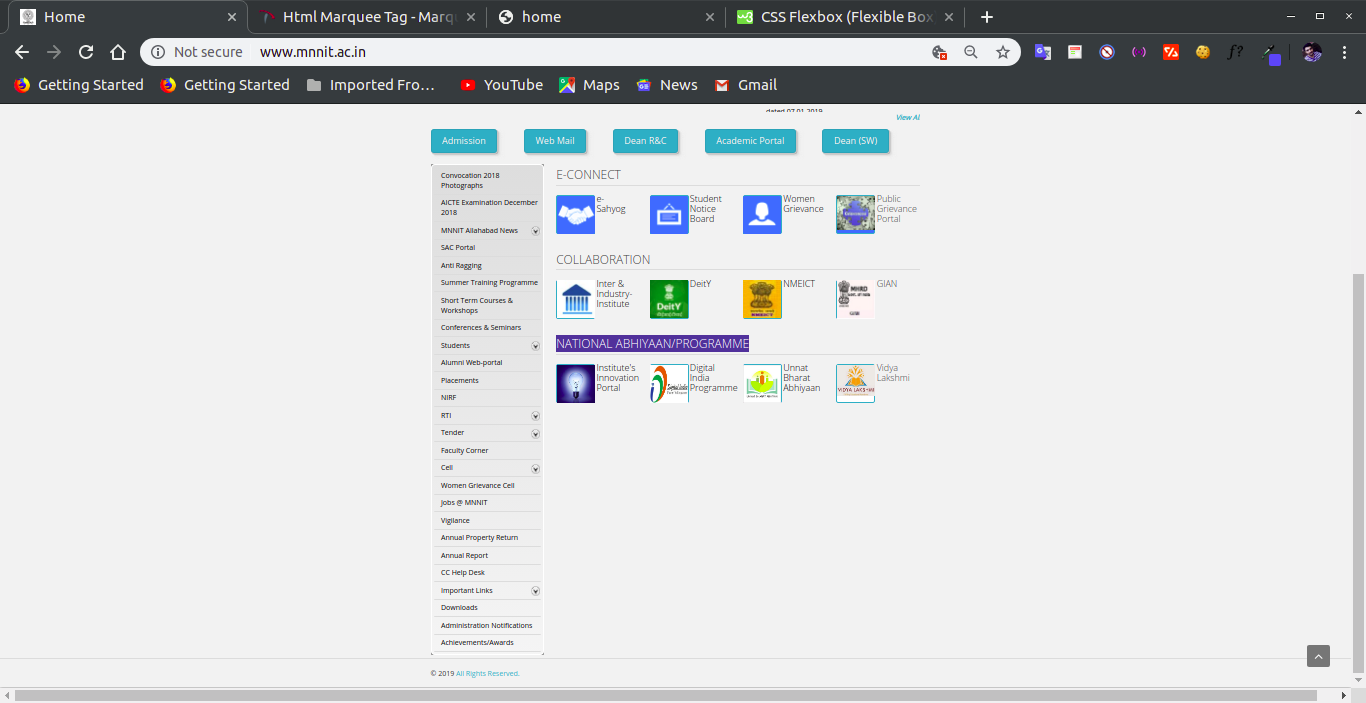 Home
Html Marquee Tag - Marq
home
CSS Flexbox (Flexible Box
Not secure
www.mnnit.ac.in
Getting Started
Getting Started
Imported Fro...
YouTube
Maps
News
Gmail
dated 07.01.2019
View Al
Admission
Web Mail
Dean R&C
Academic Portal
Dean (SW)
Convocation 2018
Photographs
AICTE Examination December
2018
MNNIT Allahabad News
SAC Portal
Anti Ragging
Summer Training Programme
Short Term Courses &
Workshops
Conferences & Seminars
Students
Alumni Web-portal
Placements
NIRF
RTI
Tender
Faculty Corner
Cell
Women Grievance Cell
Jobs @ MNNIT
Vigilance
Annual Property Return
Annual Report
CC Help Desk
Important Links
Downloads
Administration Notifications
Achievements/Awards
E-CONNECT
e-
Sahyog
Student
Notice
Board
Women
Grievance
Public
Grievance
Portal
COLLABORATION
Inter &
Industry-
Institute
DeitY
DeitY
NMEICT
MHRD
GIAN
NATIONAL ABHIYAAN/PROGRAMME
Institute's
Innovation
Portal
Digital
India
Programme
Unnat
Bharat
Abhiyaan
VIDYA LAKSHMI
Vidya
Lakshmi
© 2019 All Rights Reserved.